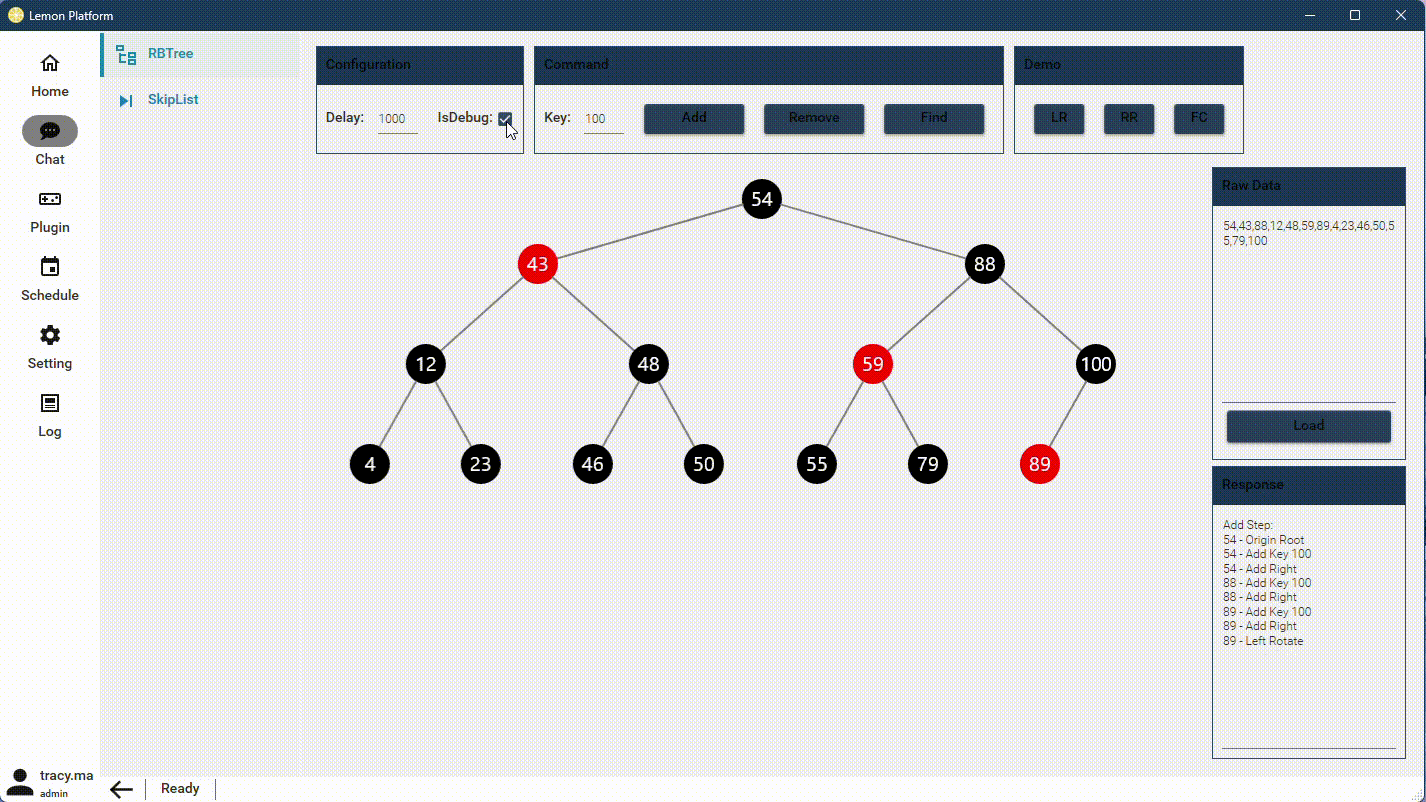 Lemon Platform
Home
Chat
Plugin
Schedule
Setting
Log
tracy.ma
admin
RBTree
SkipList
Configuration
Delay: 1000 IsDebug:
Command
Key: 100 Add Remove Find
Demo
LR RR FC
54
43 88
12 48 59 100
4 23 46 50 55 79 89
Raw Data
54,43,88,12,48,59,89,4,23,46,50,5
5,79,100
Load
Response
Add Step:
54 - Origin Root
54 - Add Key 100
54 - Add Right
88 - Add Key 100
88 - Add Right
89 - Add Key 100
89 - Add Right
89 - Left Rotate
Ready